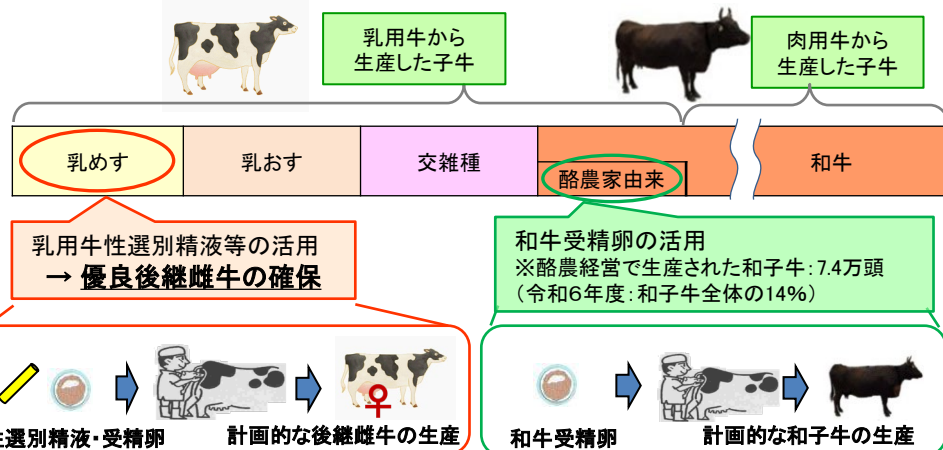 乳用牛から
生産した子牛
肉用牛から
生産した子牛
乳めす
乳おす
交雑種
酪農家由来
和牛
乳用牛性選別精液等の活用
→ 優良後継雌牛の確保
和牛受精卵の活用
※酪農経営で生産された和子牛:7.4万頭
(令和6年度:和子牛全体の14%)
♀
選別精液・受精卵
計画的な後継雌牛の生産
和牛受精卵
計画的な和子牛の生産